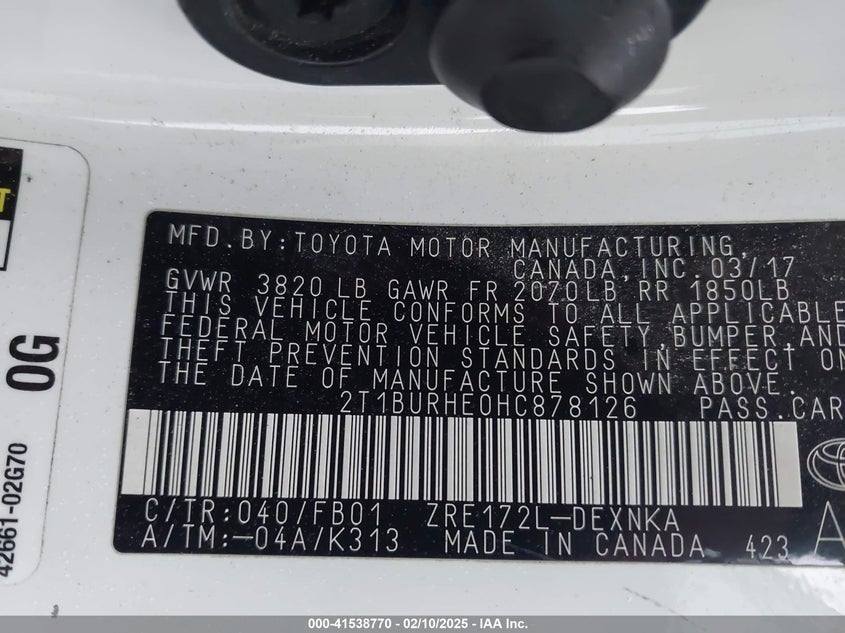 MFD.BY:TOYOTA MOTOR MANUFACTURING,
CANADA,INC. 03/17
GVWR 3820 LB GAWR FR 2070LB RR 1850LB
THIS VEHICLE CONFORMS TO ALL APPLICABLE
FEDERAL MOTOR VEHICLE SAFETY,BUMPER,AND
THEFT PREVENTION STANDARDS IN EFFECT ON
THE DATE OF MANUFACTURE SHOWN ABOVE.
2T1BURHE0HC878126 PASS.CAR
C/TR:040/FB01 ZRE172L-DEXNKA
A/TM:-04A/K313 MADE IN CANADA 423
A
T
0G
42661-02G70
000-41538770 - 02/10/2025 - IAA Inc.